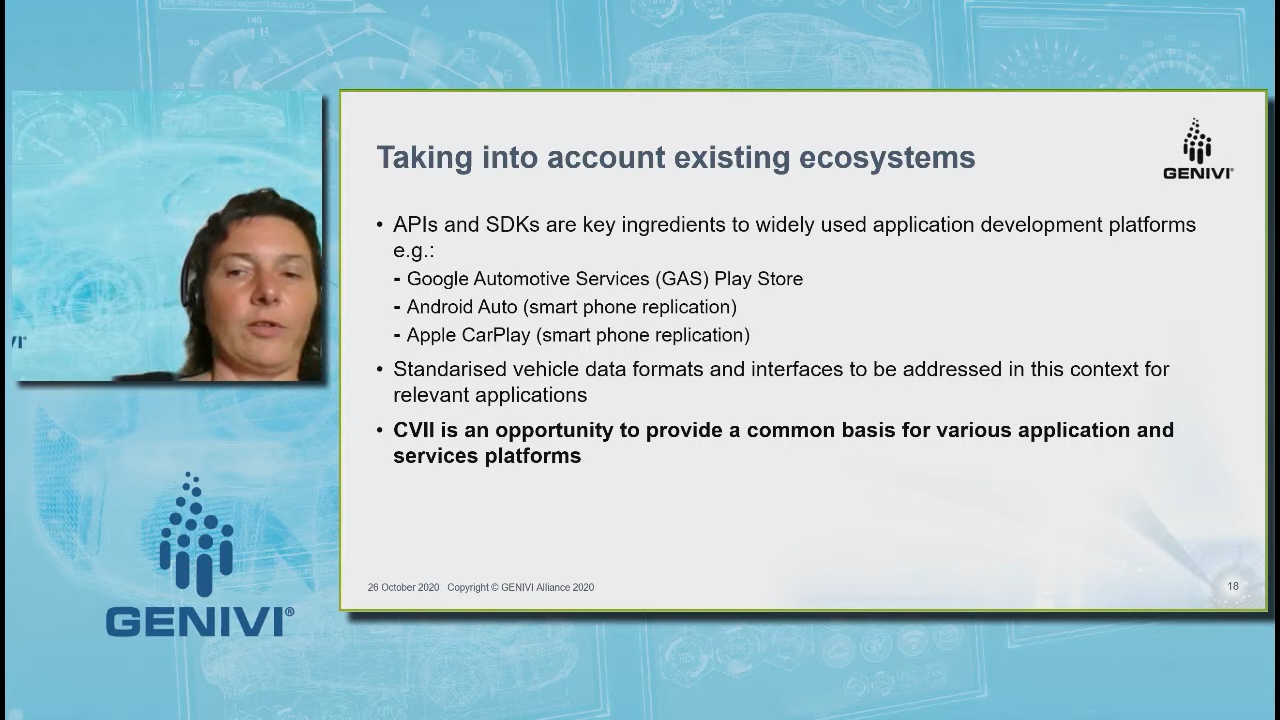 Taking into account existing ecosystems
GENIVI®
• APIs and SDKs are key ingredients to widely used application development platforms
e.g.:
- Google Automotive Services (GAS) Play Store
- Android Auto (smart phone replication)
- Apple CarPlay (smart phone replication)
• Standarised vehicle data formats and interfaces to be addressed in this context for
relevant applications
• CVII is an opportunity to provide a common basis for various application and
services platforms
26 October 2020 Copyright © GENIVI Alliance 2020
18
GENIVI®